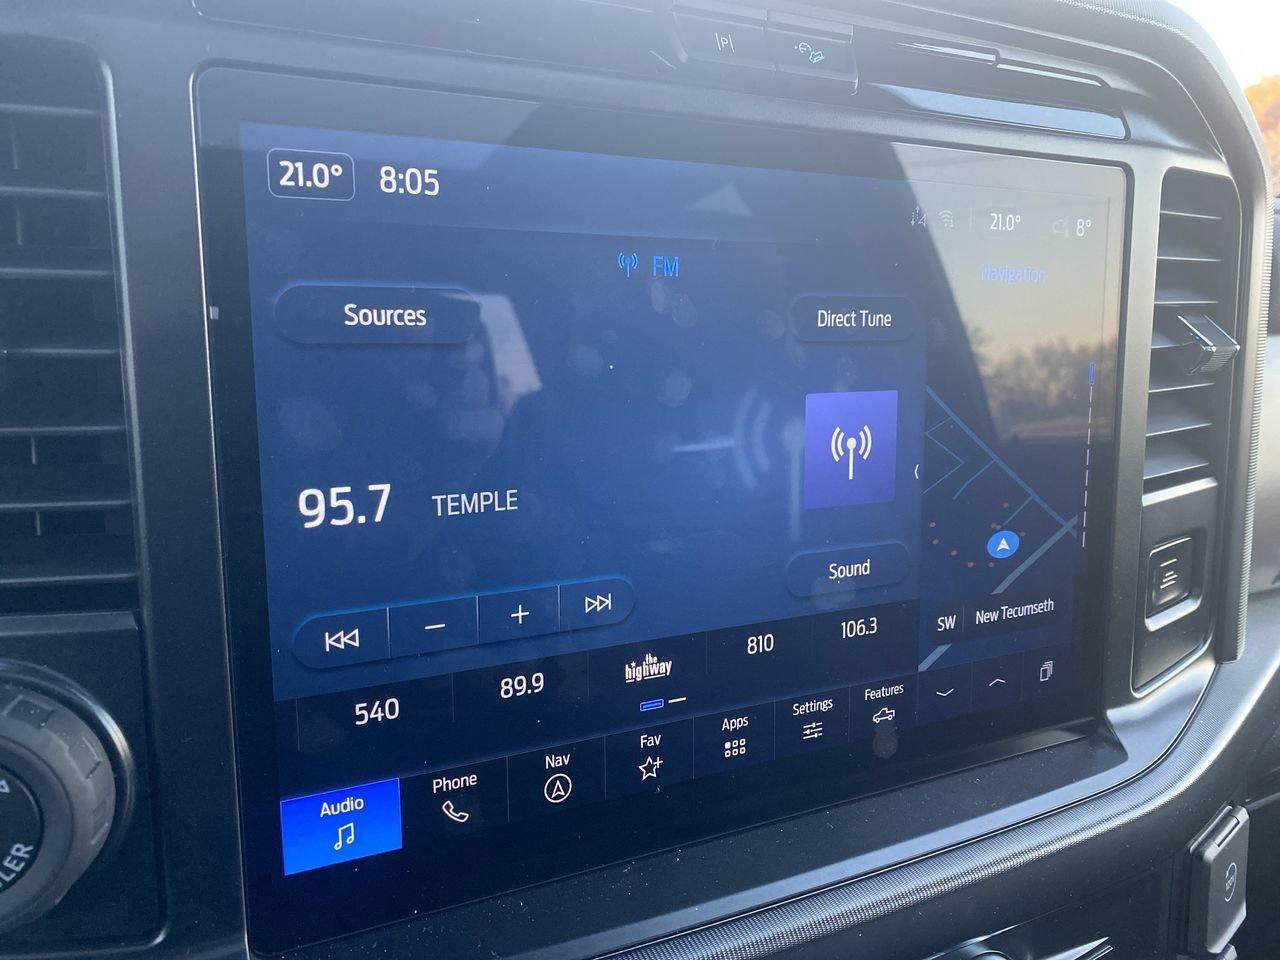 21.0° 8:05
21.0° 8°
FM
Navigation
Sources
Direct Tune
95.7 TEMPLE
Sound
SW New Tecumseth
540
89.9
the highway
810
106.3
Audio
Phone
Nav
Fav
Apps
Settings
Features